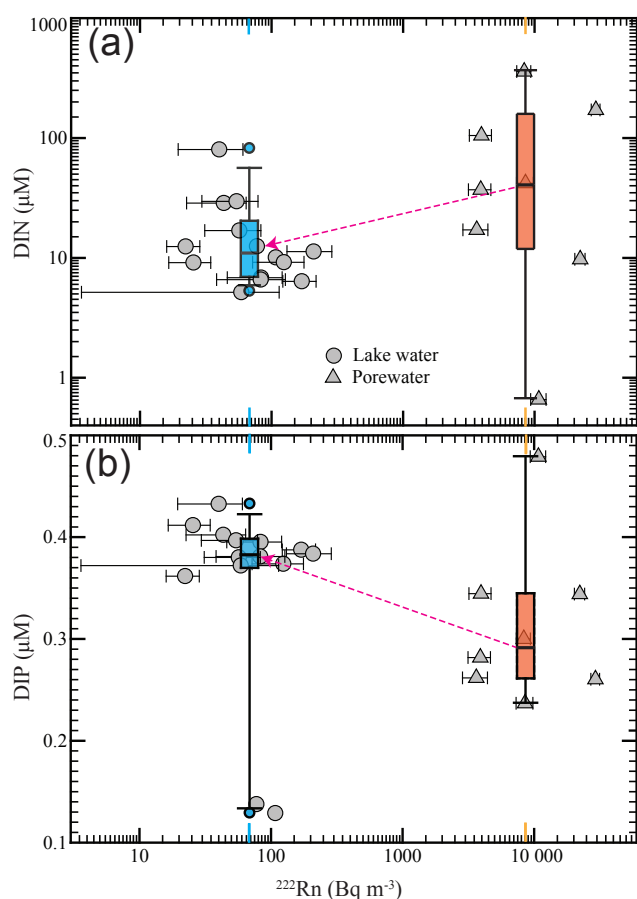 (a)
1000
100
10
1
DIN (μM)
Lake water
Porewater
(b)
0.5
0.4
0.3
0.2
0.1
DIP (μM)
10
100
1000
10 000
²²²Rn (Bq m⁻³)